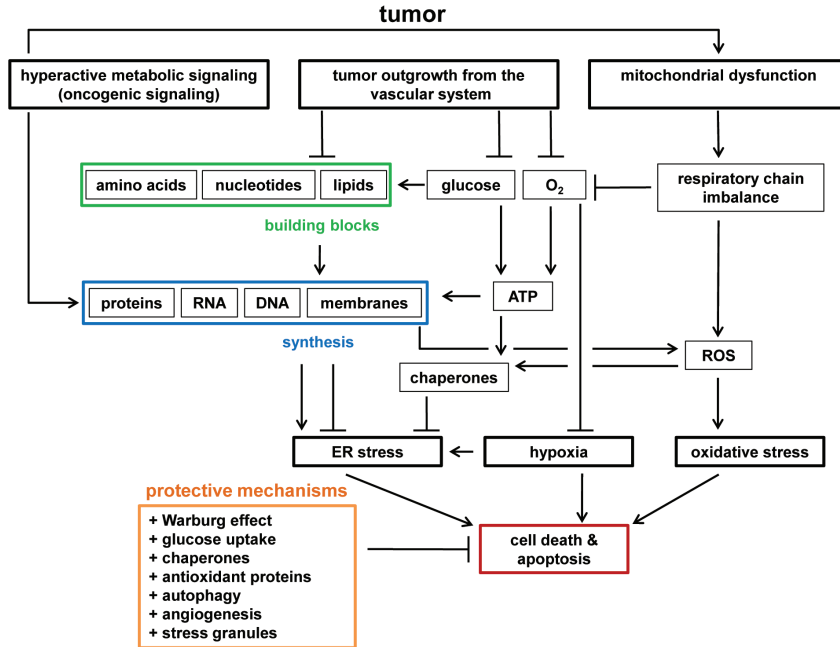 tumor
hyperactive metabolic signaling
(oncogenic signaling)
tumor outgrowth from the
vascular system
mitochondrial dysfunction
amino acids
nucleotides
lipids
glucose
O₂
respiratory chain
imbalance
building blocks
proteins
RNA
DNA
membranes
ATP
synthesis
ROS
chaperones
ER stress
hypoxia
oxidative stress
protective mechanisms
+ Warburg effect
+ glucose uptake
+ chaperones
+ antioxidant proteins
+ autophagy
+ angiogenesis
+ stress granules
cell death &
apoptosis